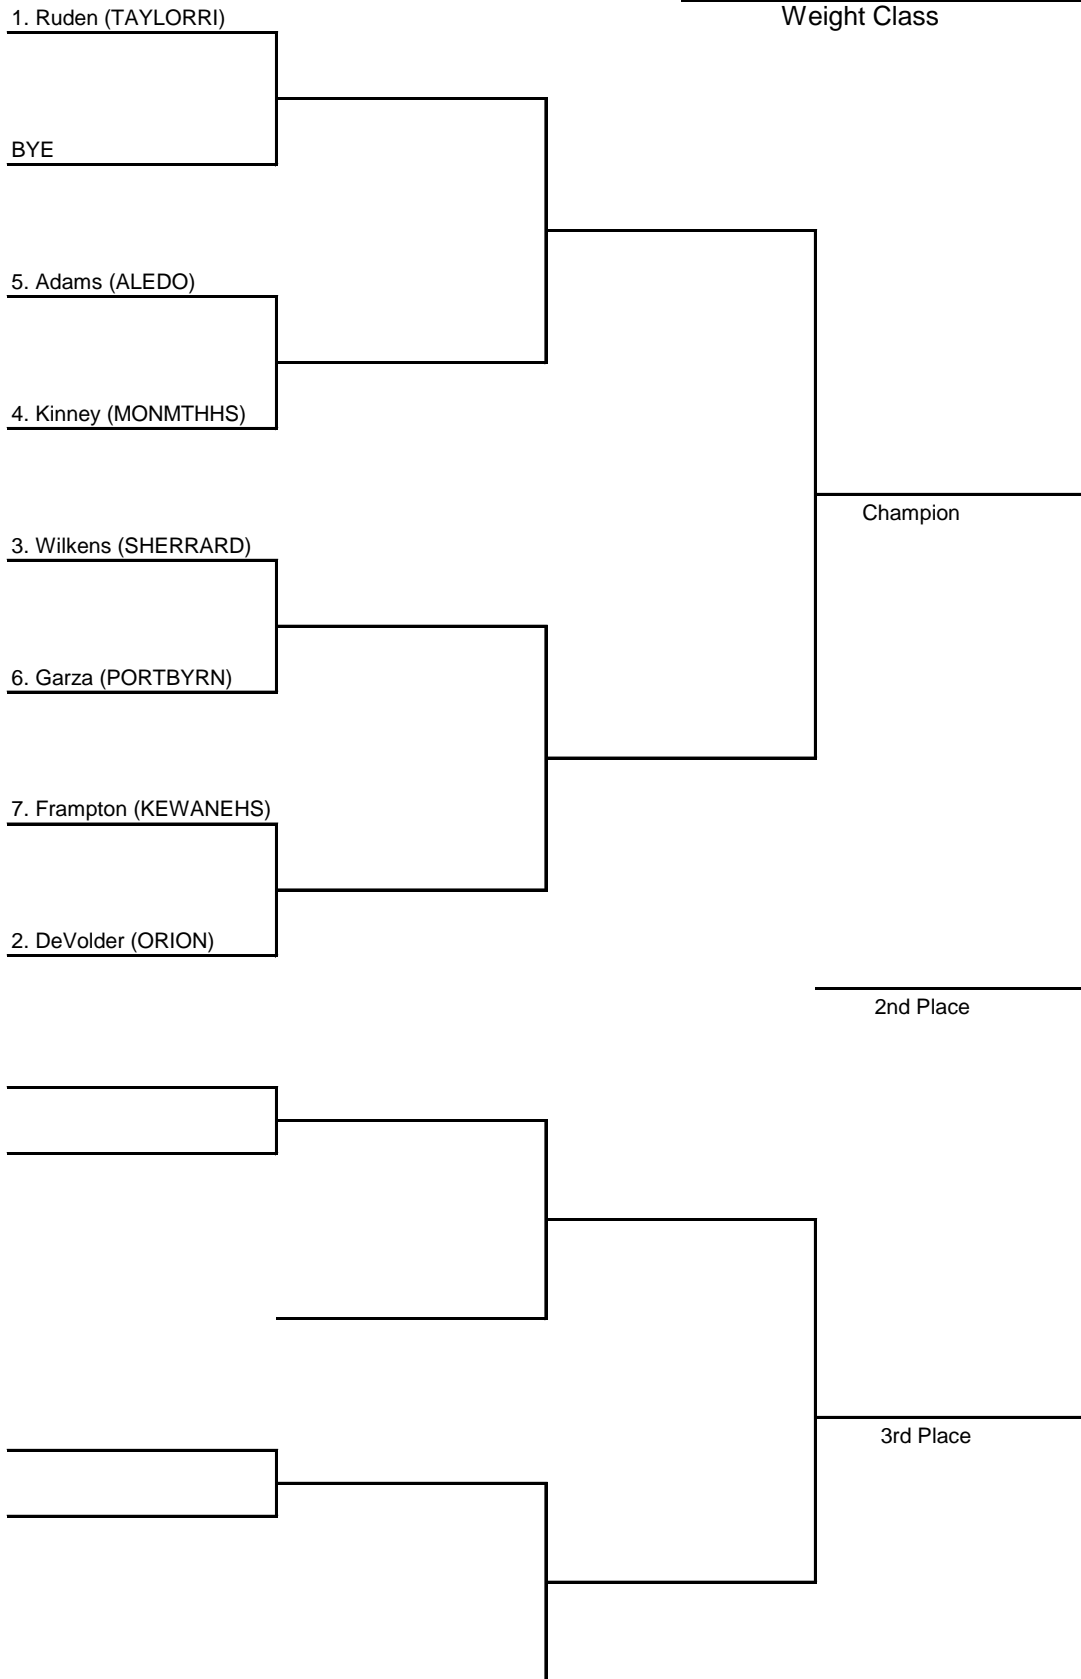 1. Ruden (TAYLORRI)
Weight Class
BYE
5. Adams (ALEDO)
4. Kinney (MONMTHHS)
Champion
3. Wilkens (SHERRARD)
6. Garza (PORTBYRN)
7. Frampton (KEWANEHS)
2. DeVolder (ORION)
2nd Place
3rd Place